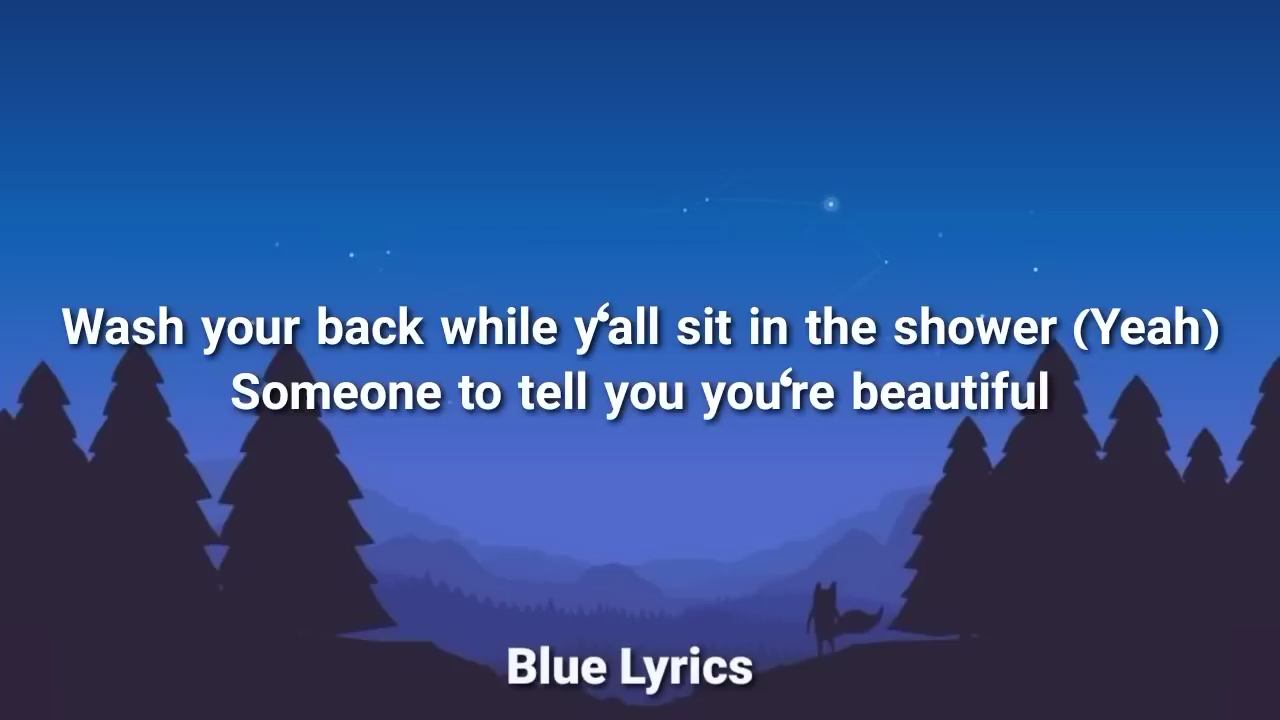 Wash your back while y‘all sit in the shower (Yeah)
Someone to tell you you‘re beautiful
Blue Lyrics